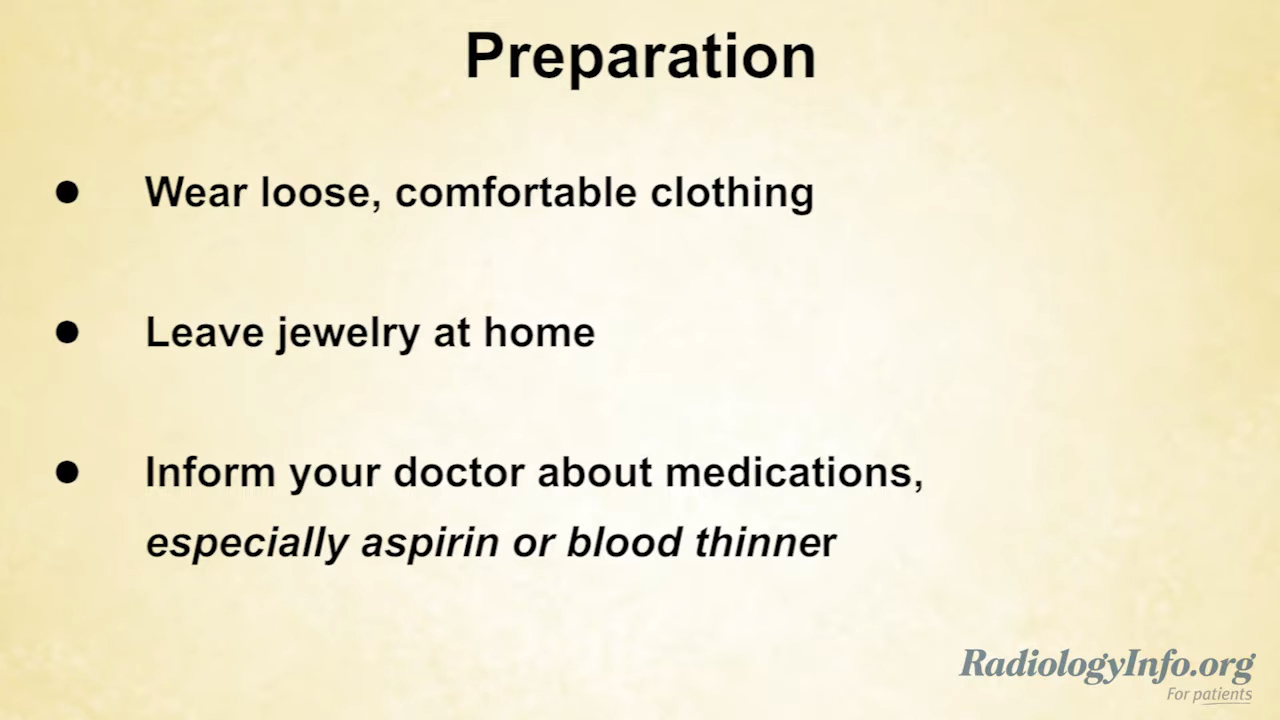 Preparation
● Wear loose, comfortable clothing
● Leave jewelry at home
● Inform your doctor about medications,
especially aspirin or blood thinner
RadiologyInfo.org
For patients